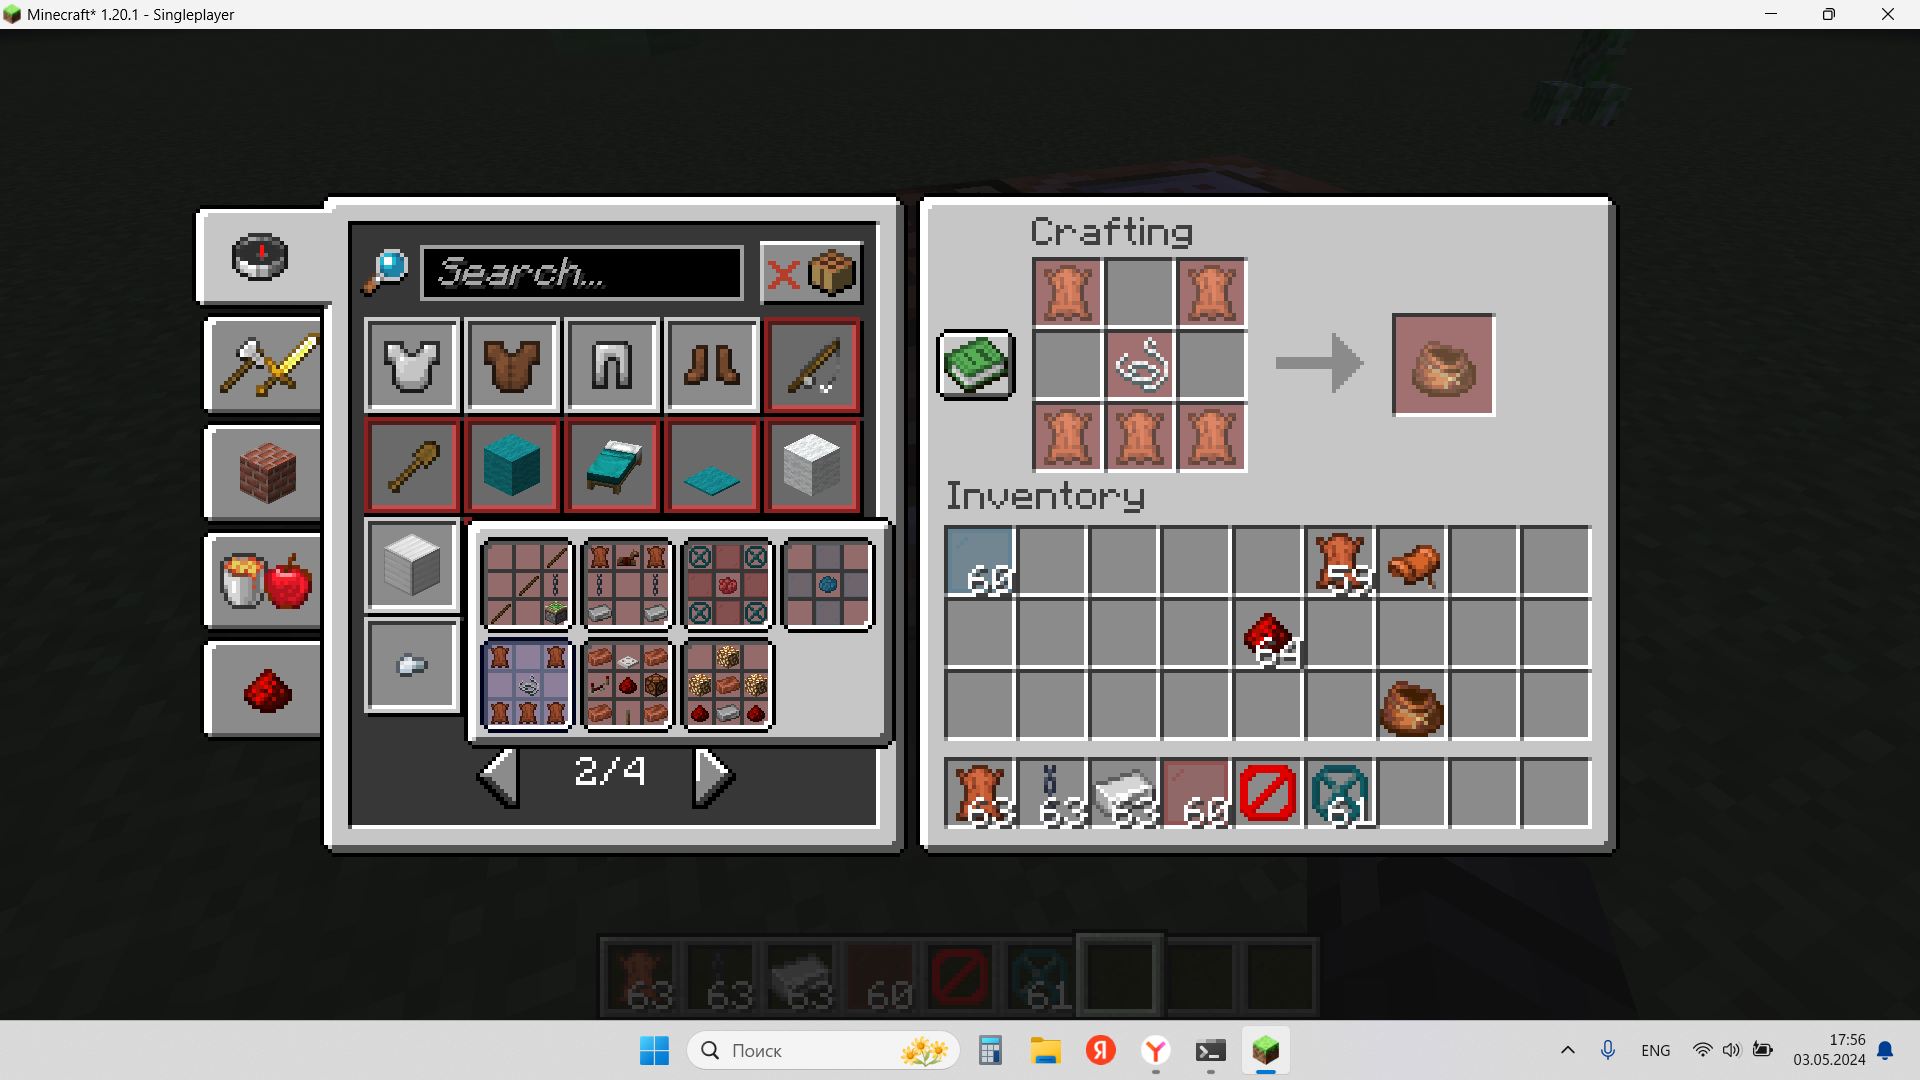 Minecraft* 1.20.1 - Singleplayer
Crafting
Search...
Inventory
60
59
64
2/4
63
63
63
60
61
63
63
63
60
61
Поиск
Я
Y
ENG
17:56
03.05.2024